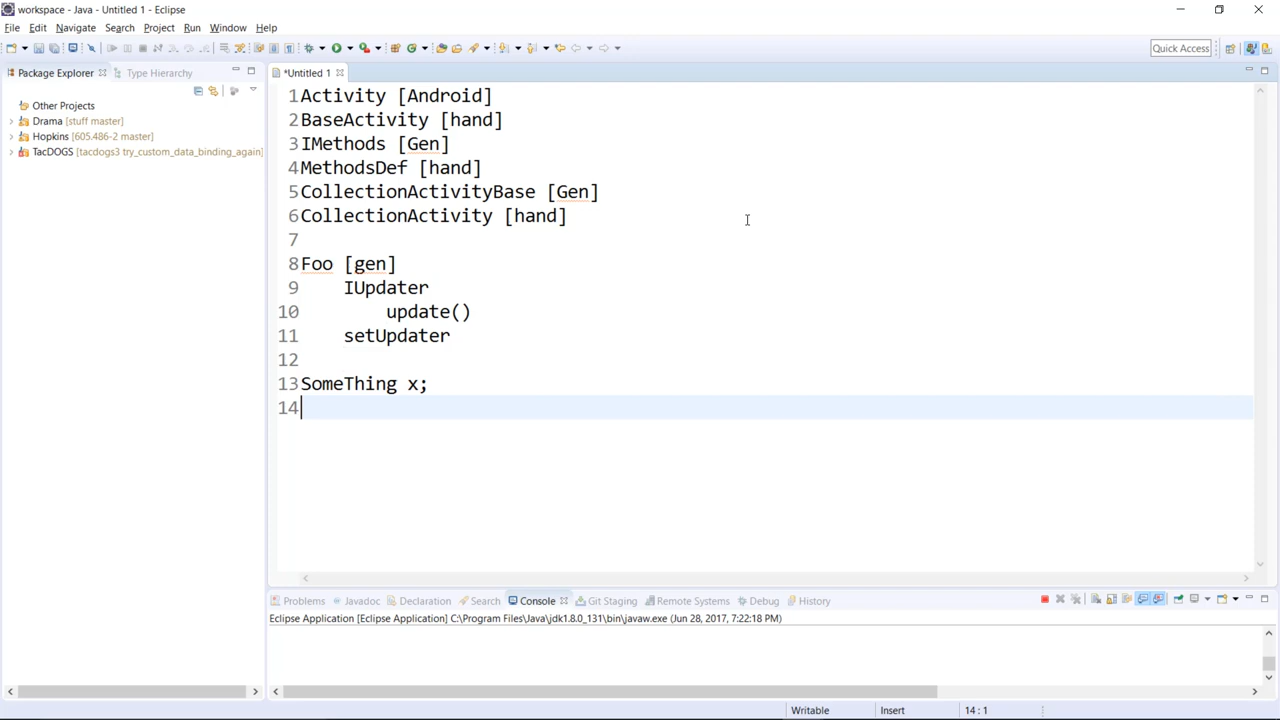 workspace - Java - Untitled 1 - Eclipse
File Edit Navigate Search Project Run Window Help
Quick Access
Package Explorer Type Hierarchy
*Untitled 1
Other Projects
Drama [stuff master]
Hopkins [605.486-2 master]
TacDOGS [tacdogs3 try_custom_data_binding_again]
1 Activity [Android]
2 BaseActivity [hand]
3 IMethods [Gen]
4 MethodsDef [hand]
5 CollectionActivityBase [Gen]
6 CollectionActivity [hand]
7
8 Foo [gen]
9 IUpdater
10 update()
11 setUpdater
12
13 SomeThing x;
14
Problems Javadoc Declaration Search Console Git Staging Remote Systems Debug History
Eclipse Application [Eclipse Application] C:\Program Files\Java\jdk1.8.0_131\bin\javaw.exe (Jun 28, 2017, 7:22:18 PM)
Writable Insert 14 : 1